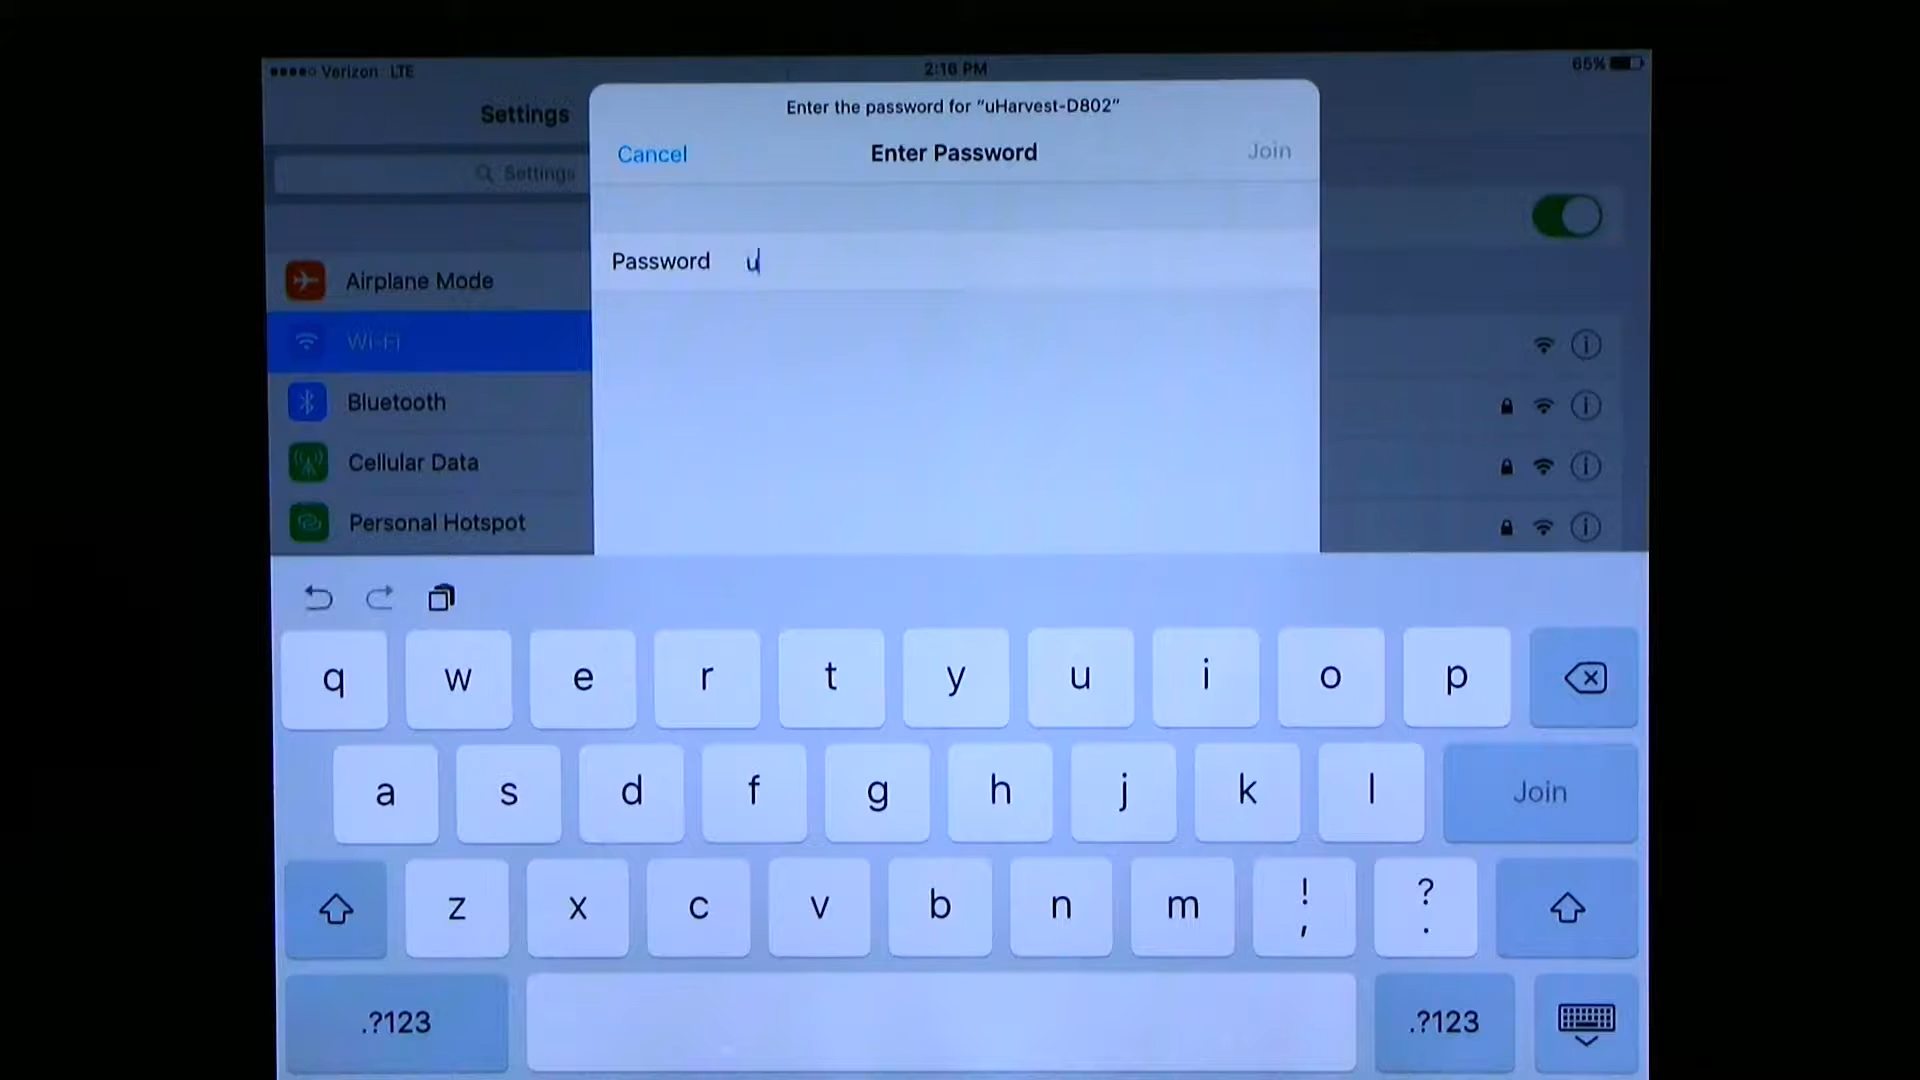 Verizon LTE
2:16 PM
65%
Settings
Enter the password for “uHarvest-D802”
Cancel
Enter Password
Join
Settings
Password u
Airplane Mode
Wi-Fi
Bluetooth
Cellular Data
Personal Hotspot
q w e r t y u i o p
a s d f g h j k l Join
z x c v b n m ! , ? .
.?123 .?123